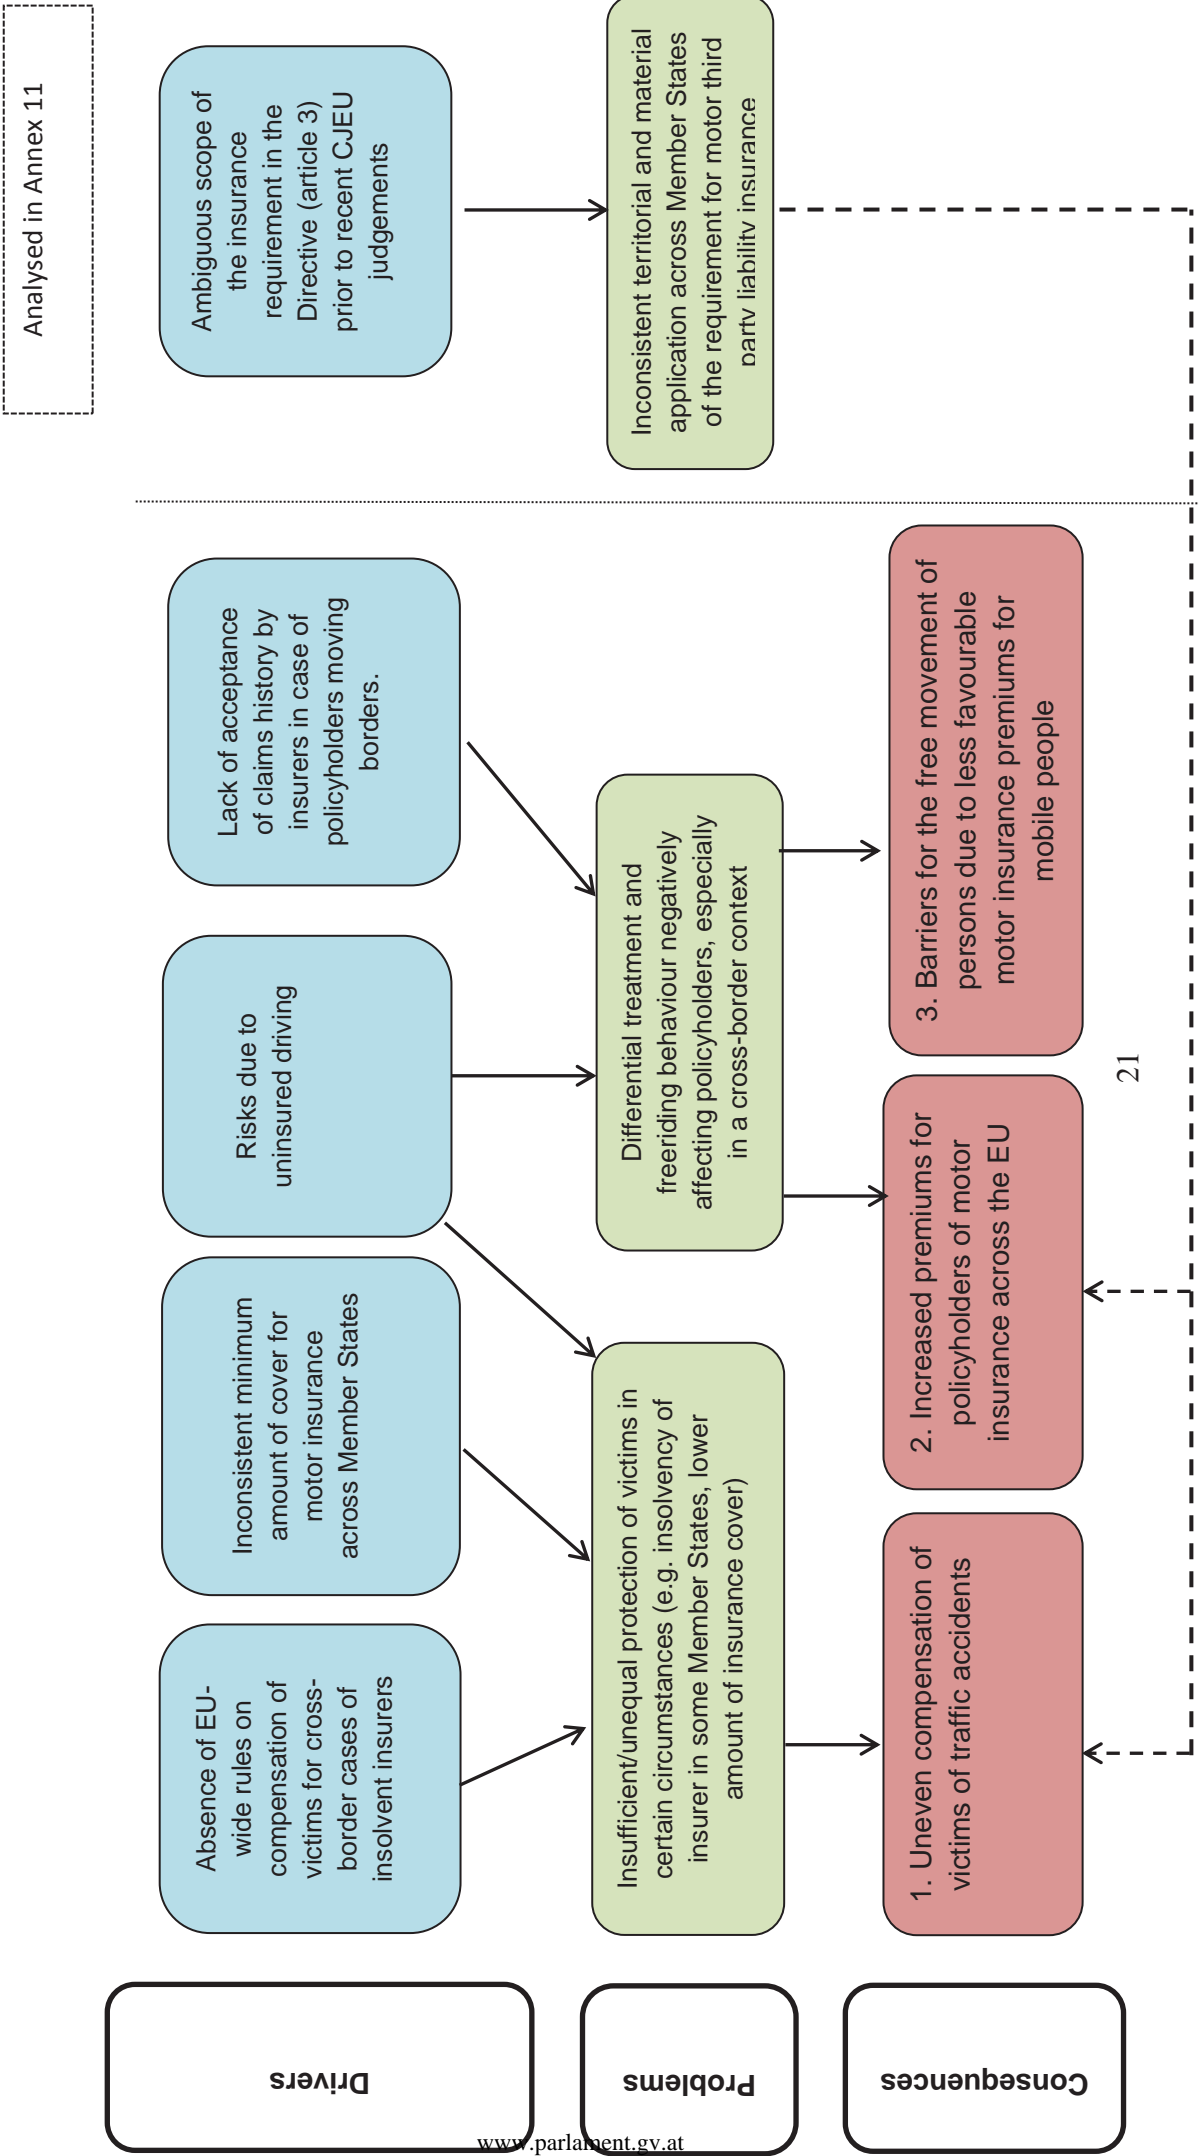 Drivers
Absence of EU-
wide rules on
compensation of
victims for cross-
border cases of
insolvent insurers
Inconsistent minimum
amount of cover for
motor insurance
across Member States
Risks due to
uninsured driving
Lack of acceptance
of claims history by
insurers in case of
policyholders moving
borders.
Analysed in Annex 11
Ambiguous scope of
the insurance
requirement in the
Directive (article 3)
prior to recent CJEU
judgements
Problems
Insufficient/unequal protection of victims in
certain circumstances (e.g. insolvency of
insurer in some Member States, lower
amount of insurance cover)
Differential treatment and
freeriding behaviour negatively
affecting policyholders, especially
in a cross-border context
Inconsistent territorial and material
application across Member States
of the requirement for motor third
party liability insurance
Consequences
1. Uneven compensation of
victims of traffic accidents
2. Increased premiums for
policyholders of motor
insurance across the EU
3. Barriers for the free movement of
persons due to less favourable
motor insurance premiums for
mobile people
21
www.parlament.gv.at